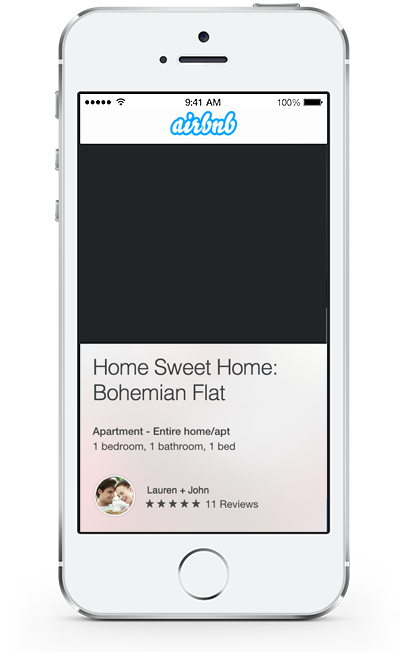 9:41 AM
100%
airbnb
Home Sweet Home:
Bohemian Flat
Apartment - Entire home/apt
1 bedroom, 1 bathroom, 1 bed
Lauren + John
★★★★★ 11 Reviews